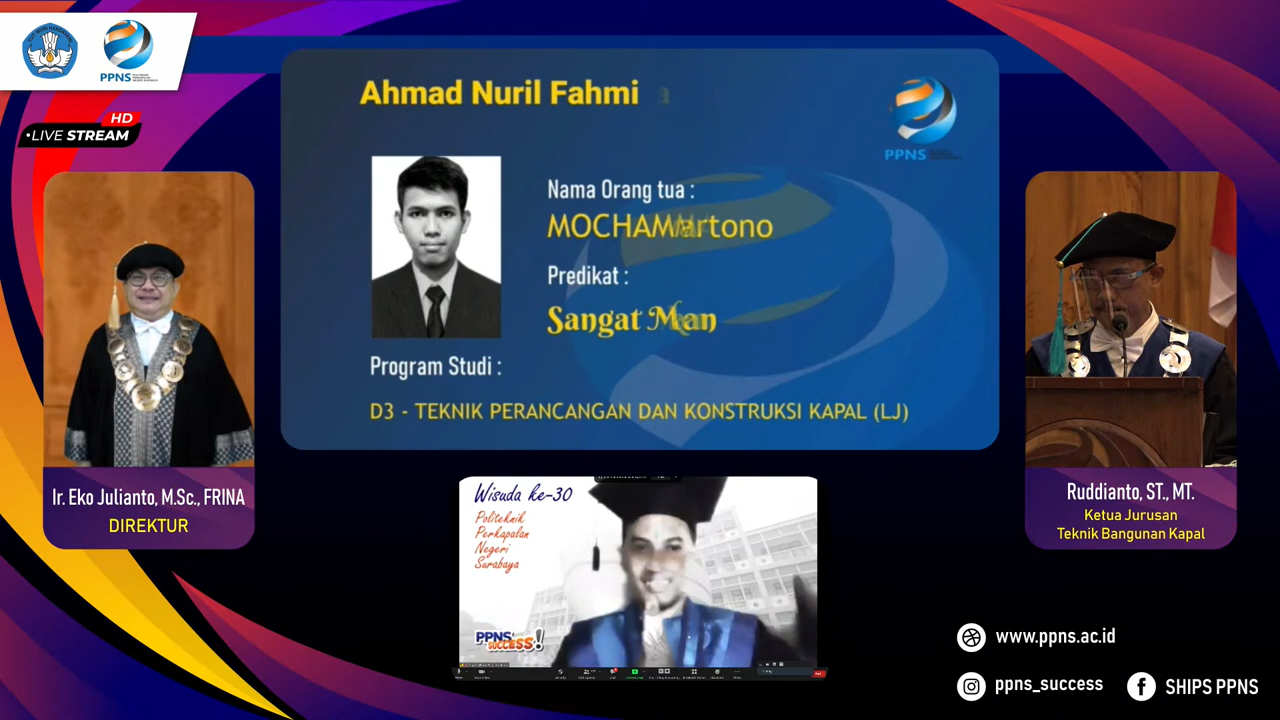 PPNS
HD
LIVE STREAM
Ahmad Nuril Fahmi
PPNS
Nama Orang tua :
MOCHAMartono
Predikat :
Sangat M an
Program Studi :
D3 - TEKNIK PERANCANGAN DAN KONSTRUKSI KAPAL (LJ)
Ir. Eko Julianto, M.Sc., FRINA
DIREKTUR
Ruddianto, ST., MT.
Ketua Jurusan
Teknik Bangunan Kapal
Wisuda ke-30
Politeknik
Perkapalan
Negeri
Surabaya
PPNS
SUCCESS!
www.ppns.ac.id
ppns_success
SHIPS PPNS